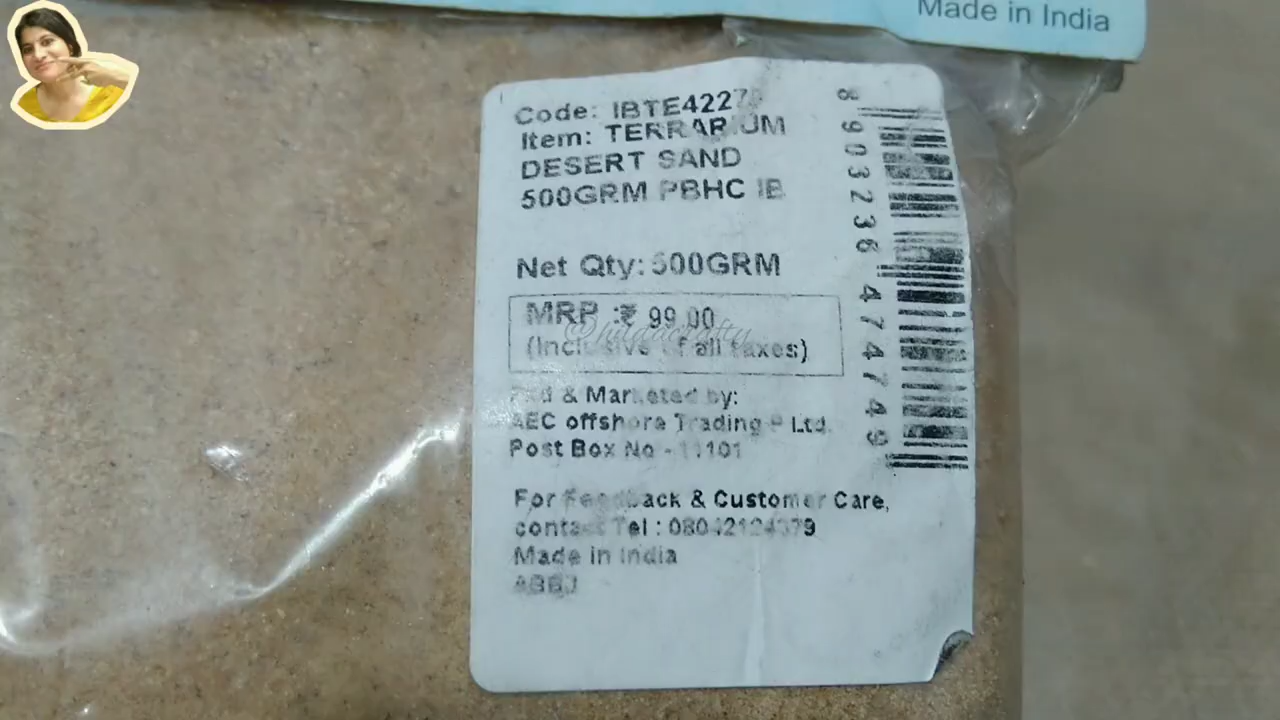 Made in India
Code: IBTE4227
Item: TERRARIUM
DESERT SAND
500GRM PBHC IB
Net Qty: 500GRM
MRP :₹ 99.00
(Inclusive of all taxes)
& Marketed by:
AEC offshore Trading P Ltd.
Post Box No - 11101
For Feedback & Customer Care,
contact Tel :
Made in India
8 903236 474749